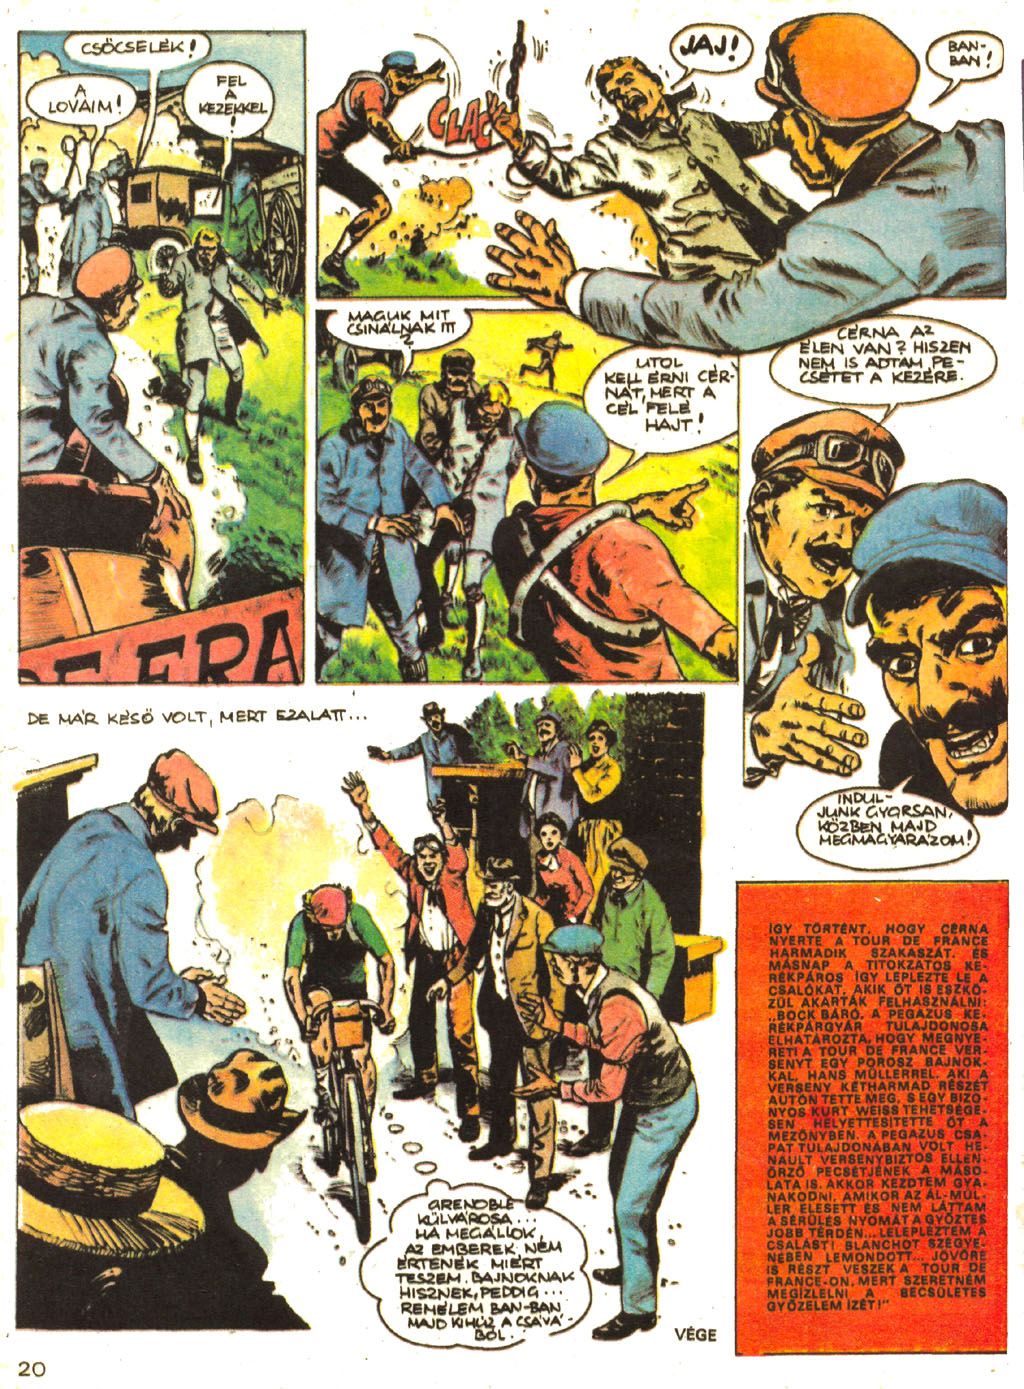 CSŐCSELÉK!
A
LOVAIM!
FEL
A
KEZEKKEL
!
CLAC
JAJ!
BAN-
BAN!
MAGUK MIT
CSINÁLNAK ITT
?
UTOL
KELL ÉRNI CÉR-
NÁT, MERT A
CÉL FELÉ
HAJT!
CÉRNA AZ
ÉLEN VAN? HISZEN
NEM IS ADTAM PE-
CSÉTET A KEZÉRE.
DE FRA
INDUL-
JUNK GYORSAN,
KÖZBEN MAJD
MEGMAGYARÁZOM!
DE MÁR KÉSŐ VOLT, MERT EZALATT...
GRENOBLE
KÜLVÁROSA...
HA MEGÁLLOK,
AZ EMBEREK NEM
ÉRTENÉK MIÉRT
TESZEM. BAJNOKNAK
HISZNEK, PEDIG...
REMÉLEM BAN-BAN
MAJD KIHÚZ A CSÁVÁ-
BÓL.
VÉGE
ÍGY TÖRTÉNT, HOGY CÉRNA
NYERTE A TOUR DE FRANCE
HARMADIK SZAKASZÁT. ÉS
MÁSNAP A TITOKZATOS KE-
RÉKPÁROS ÍGY LEPLEZTE LE A
CSALÓKAT, AKIK ŐT IS ESZKÖ-
ZÜL AKARTÁK FELHASZNÁLNI:
„BOCK BÁRÓ, A PEGAZUS KE-
RÉKPÁRGYÁR TULAJDONOSA
ELHATÁROZTA, HOGY MEGNYE-
RETI A TOUR DE FRANCE VER-
SENYT EGY POROSZ BAJNOK-
KAL, HANS MÜLLERREL, AKI A
VERSENY KÉTHARMAD RÉSZÉT
AUTÓN TETTE MEG, S EGY BIZO-
NYOS KURT WEISS TEHETSÉGE-
SEN HELYETTESÍTETTE ŐT A
MEZŐNYBEN. A PEGAZUS CSA-
PAT TULAJDONÁBAN VOLT HE-
NAULT VERSENYBIZTOS ELLEN-
ŐRZŐ PECSÉTJÉNEK A MÁSO-
LATA IS. AKKOR KEZDTEM GYA-
NAKODNI, AMIKOR AZ ÁL-MÜL-
LER ELESETT ÉS NEM LÁTTAM
A SÉRÜLÉS NYOMÁT A GYŐZTES
JOBB TÉRDÉN... LELEPLEZTEM A
CSALÁST! BLANCHOT SZÉGYE-
NÉBEN LEMONDOTT... JÖVŐRE
IS RÉSZT VESZEK A TOUR DE
FRANCE-ON, MERT SZERETNÉM
MEGÍZLELNI A BECSÜLETES
GYŐZELEM ÍZÉT!"
20